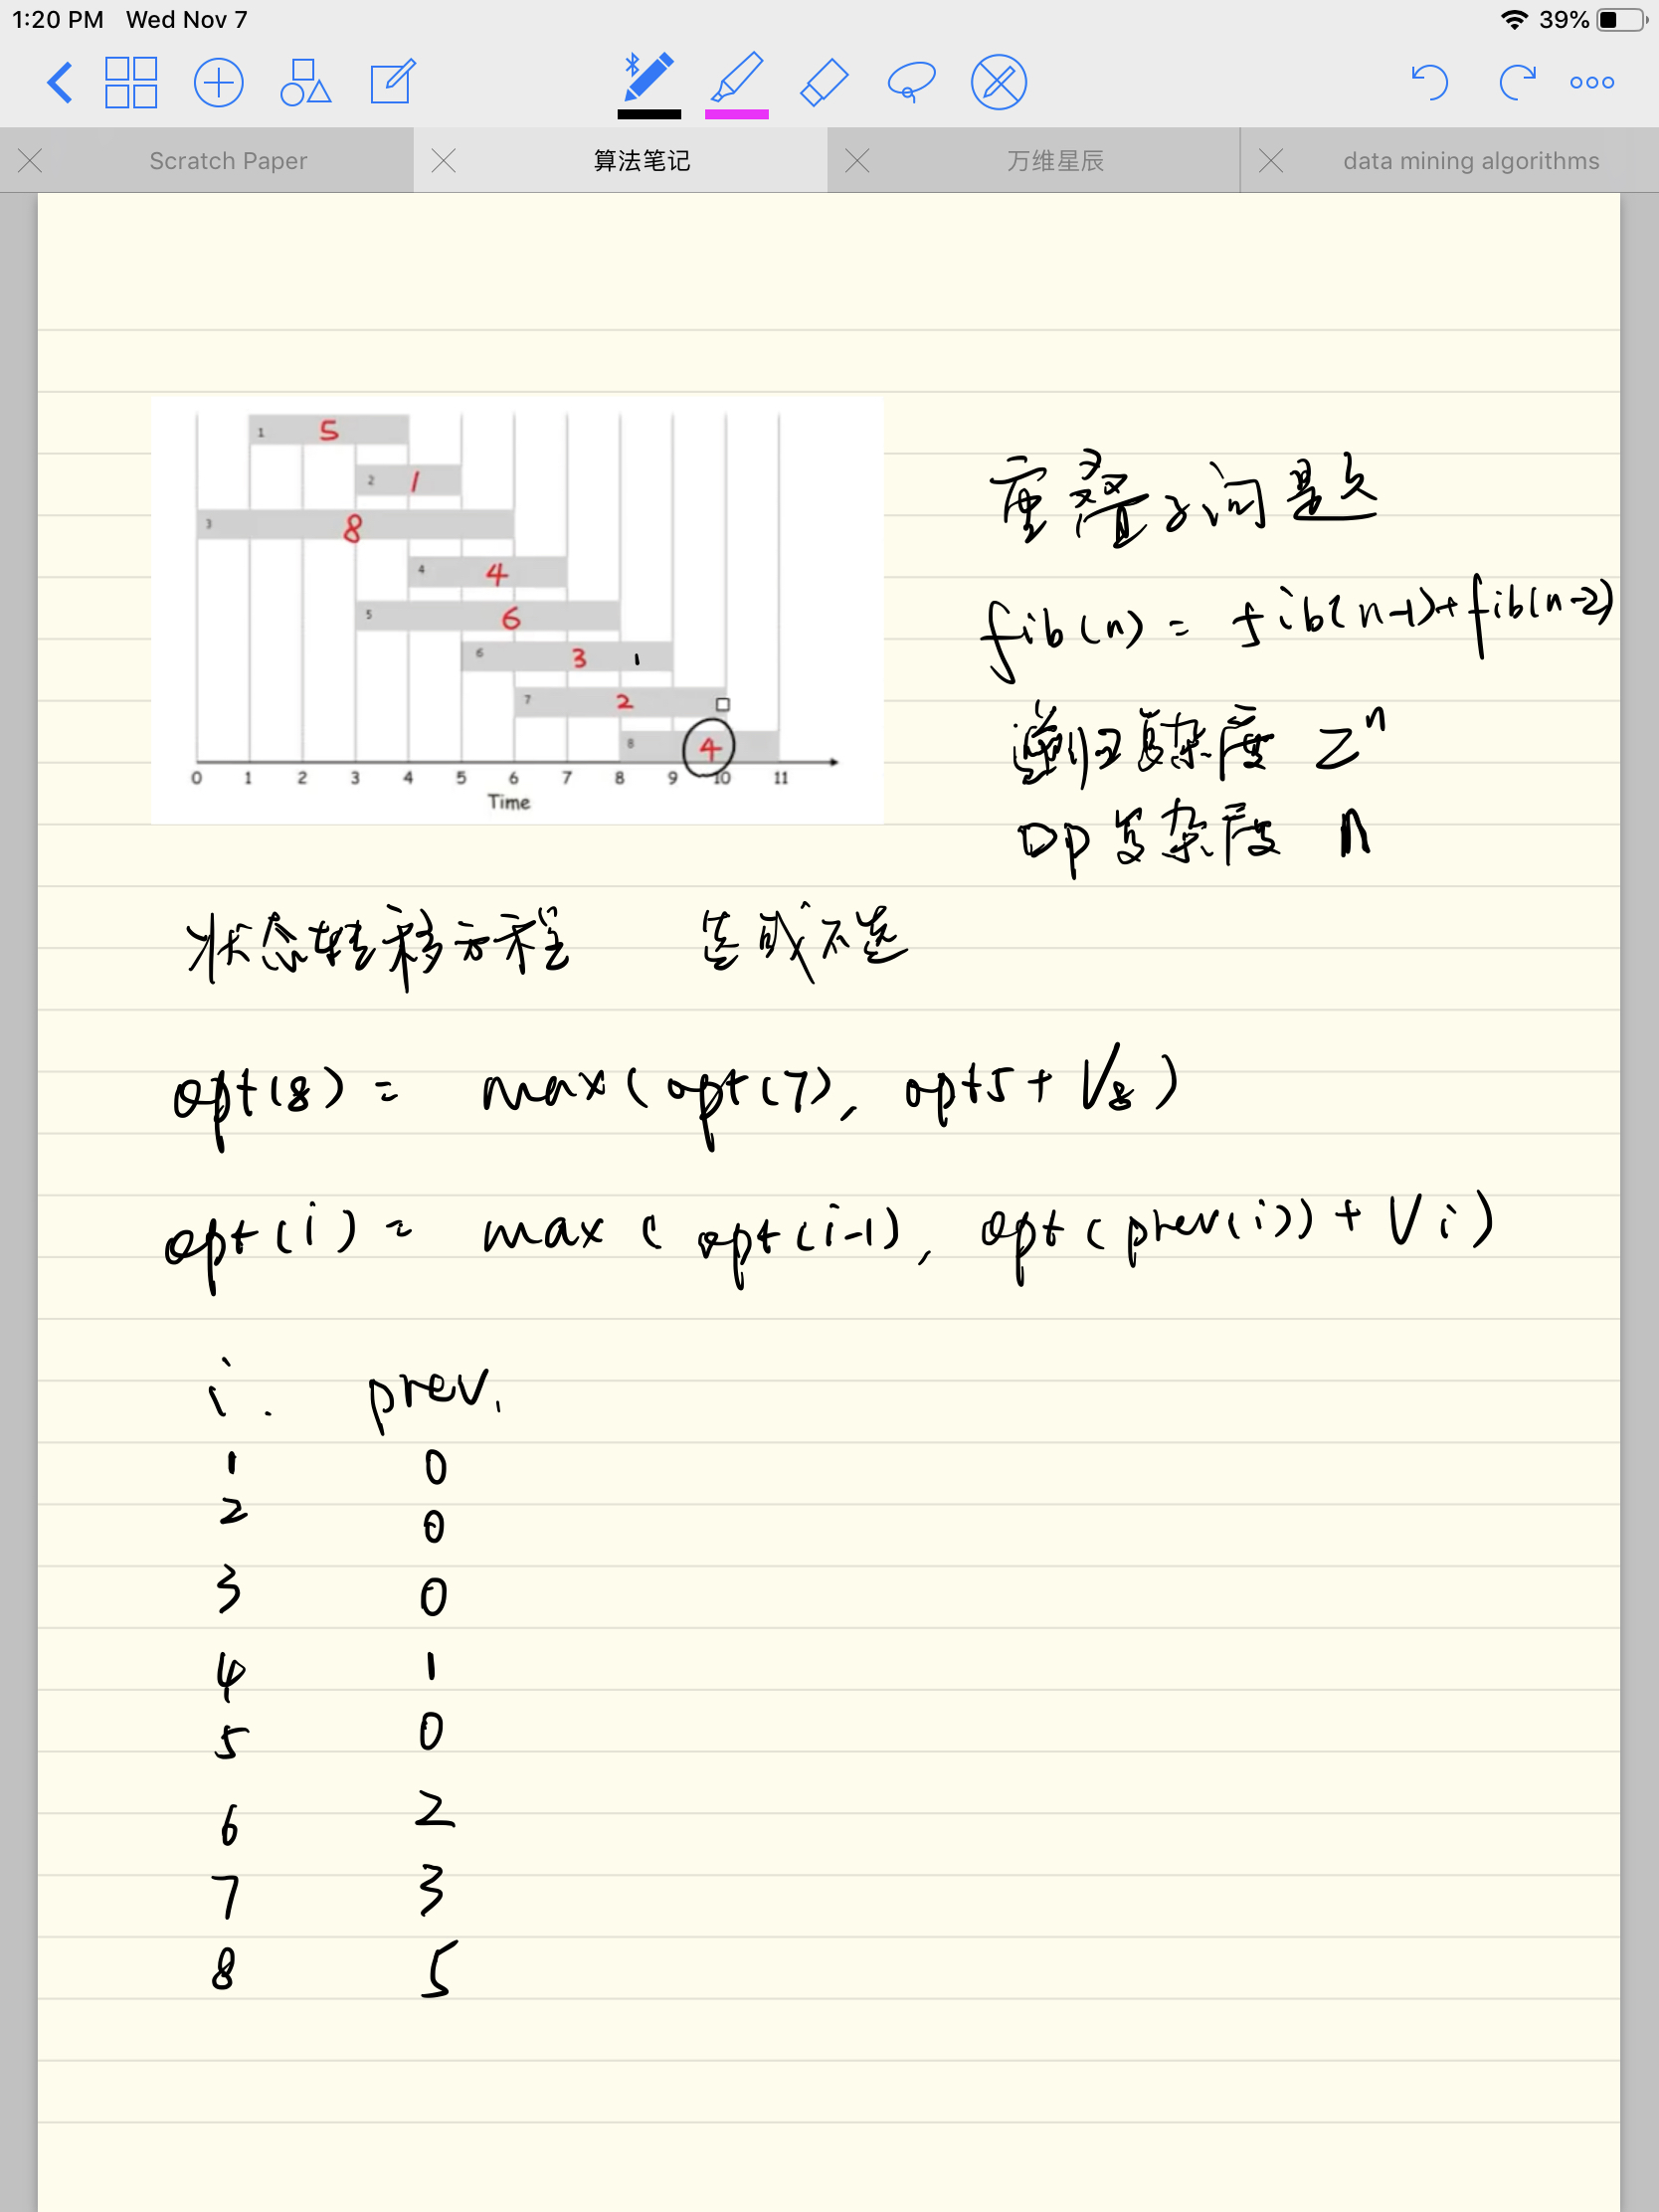 1:20 PM Wed Nov 7 39%
Scratch Paper 算法笔记 万维星辰 data mining algorithms
1 5
2 1
3 8
4 4
5 6
6 3 1
7 2
8 4
0 1 2 3 4 5 6 7 8 9 10 11
Time
重叠子问题
fib(n) = fib(n-1)+fib(n-2)
递归复杂度 2^n
DP复杂度 n
状态转移方程 选或不选
opt(8) = max(opt(7), opt5 + V8)
opt(i) = max(opt(i-1), opt(prev(i)) + Vi)
i. prev.
1 0
2 0
3 0
4 1
5 0
6 2
7 3
8 5